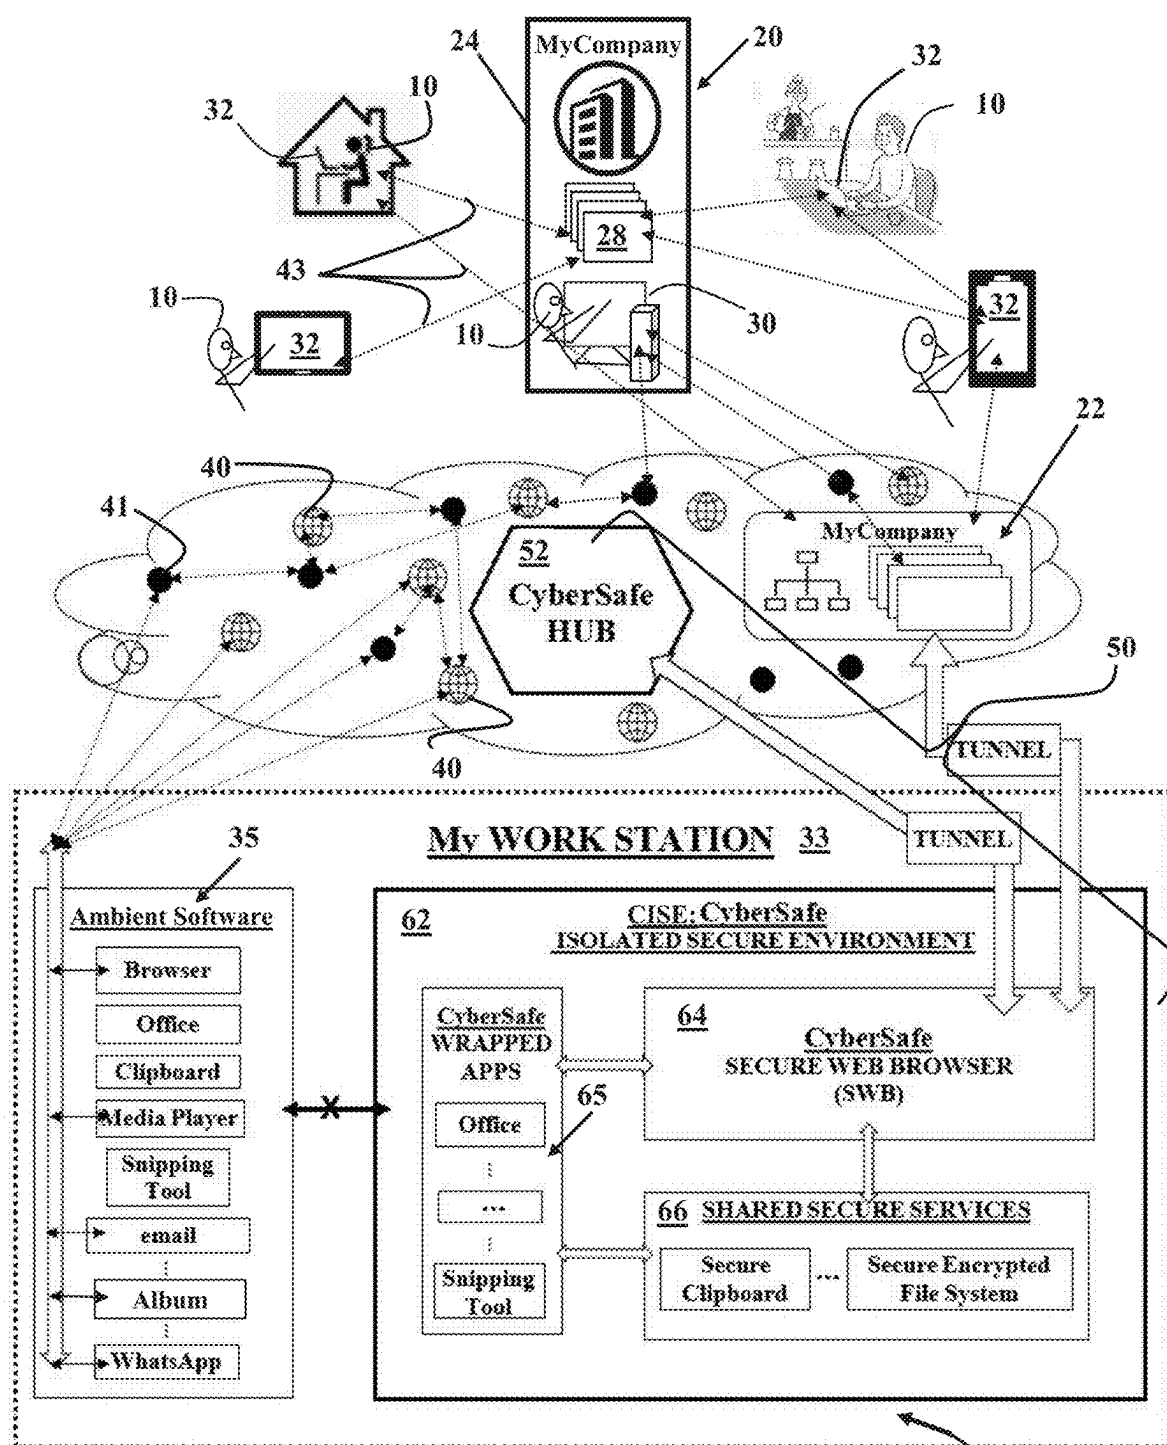 24
MyCompany
20
32
10
32
10
28
43
10
32
10
30
32
22
40
41
MyCompany
52
CyberSafe
HUB
50
40
TUNNEL
My WORK STATION 33
TUNNEL
35
Ambient Software
Browser
Office
Clipboard
Media Player
Snipping
Tool
email
Album
WhatsApp
X
62
CISE: CyberSafe
ISOLATED SECURE ENVIRONMENT
CyberSafe
WRAPPED
APPS
65
Office
...
Snipping
Tool
64
CyberSafe
SECURE WEB BROWSER
(SWB)
66 SHARED SECURE SERVICES
Secure
Clipboard
...
Secure Encrypted
File System